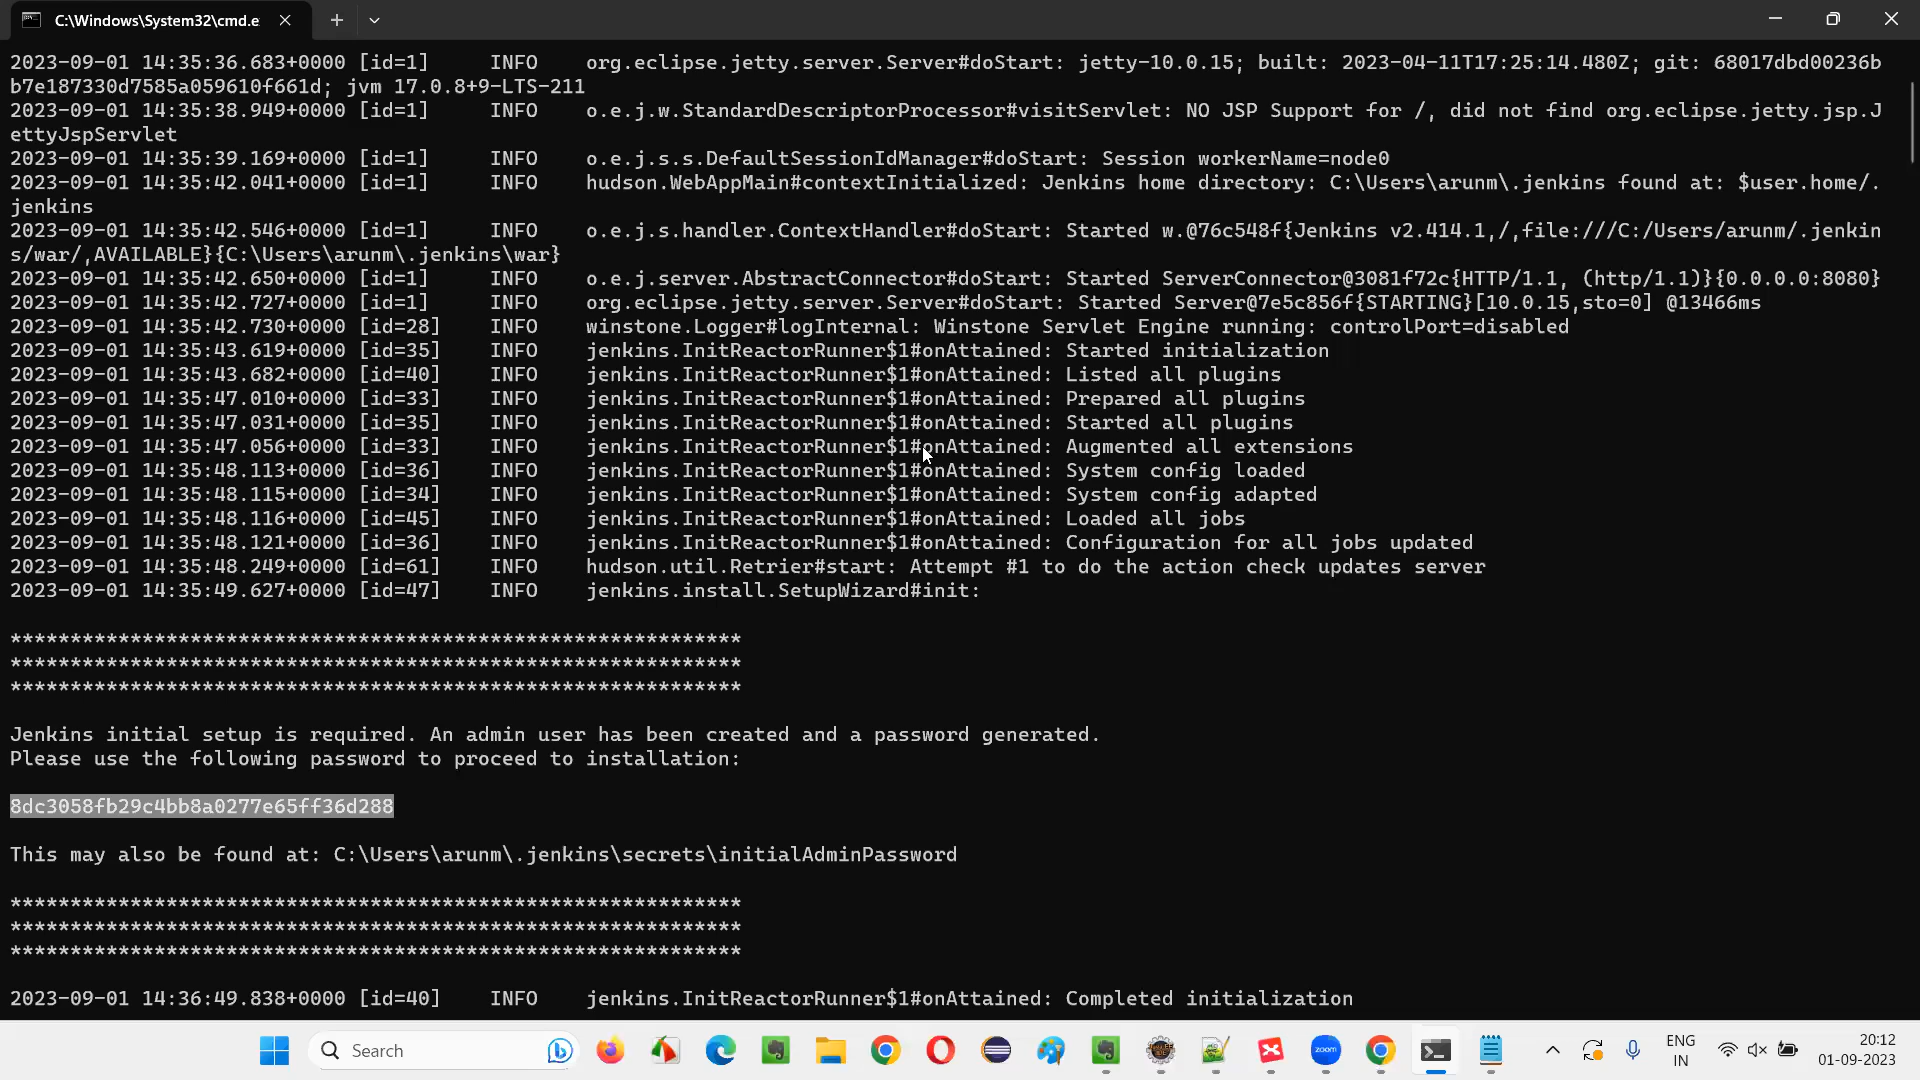 C:\Windows\System32\cmd.e
2023-09-01 14:35:36.683+0000 [id=1]     INFO    org.eclipse.jetty.server.Server#doStart: jetty-10.0.15; built: 2023-04-11T17:25:14.480Z; git: 68017dbd00236b
b7e187330d7585a059610f661d; jvm 17.0.8+9-LTS-211
2023-09-01 14:35:38.949+0000 [id=1]     INFO    o.e.j.w.StandardDescriptorProcessor#visitServlet: NO JSP Support for /, did not find org.eclipse.jetty.jsp.J
ettyJspServlet
2023-09-01 14:35:39.169+0000 [id=1]     INFO    o.e.j.s.s.DefaultSessionIdManager#doStart: Session workerName=node0
2023-09-01 14:35:42.041+0000 [id=1]     INFO    hudson.WebAppMain#contextInitialized: Jenkins home directory: C:\Users\arunm\.jenkins found at: $user.home/.
jenkins
2023-09-01 14:35:42.546+0000 [id=1]     INFO    o.e.j.s.handler.ContextHandler#doStart: Started w.@76c548f{Jenkins v2.414.1,/,file:///C:/Users/arunm/.jenkin
s/war/,AVAILABLE}{C:\Users\arunm\.jenkins\war}
2023-09-01 14:35:42.650+0000 [id=1]     INFO    o.e.j.server.AbstractConnector#doStart: Started ServerConnector@3081f72c{HTTP/1.1, (http/1.1)}{0.0.0.0:8080}
2023-09-01 14:35:42.727+0000 [id=1]     INFO    org.eclipse.jetty.server.Server#doStart: Started Server@7e5c856f{STARTING}[10.0.15,sto=0] @13466ms
2023-09-01 14:35:42.730+0000 [id=28]    INFO    winstone.Logger#logInternal: Winstone Servlet Engine running: controlPort=disabled
2023-09-01 14:35:43.619+0000 [id=35]    INFO    jenkins.InitReactorRunner$1#onAttained: Started initialization
2023-09-01 14:35:43.682+0000 [id=40]    INFO    jenkins.InitReactorRunner$1#onAttained: Listed all plugins
2023-09-01 14:35:47.010+0000 [id=33]    INFO    jenkins.InitReactorRunner$1#onAttained: Prepared all plugins
2023-09-01 14:35:47.031+0000 [id=35]    INFO    jenkins.InitReactorRunner$1#onAttained: Started all plugins
2023-09-01 14:35:47.056+0000 [id=33]    INFO    jenkins.InitReactorRunner$1#onAttained: Augmented all extensions
2023-09-01 14:35:48.113+0000 [id=36]    INFO    jenkins.InitReactorRunner$1#onAttained: System config loaded
2023-09-01 14:35:48.115+0000 [id=34]    INFO    jenkins.InitReactorRunner$1#onAttained: System config adapted
2023-09-01 14:35:48.116+0000 [id=45]    INFO    jenkins.InitReactorRunner$1#onAttained: Loaded all jobs
2023-09-01 14:35:48.121+0000 [id=36]    INFO    jenkins.InitReactorRunner$1#onAttained: Configuration for all jobs updated
2023-09-01 14:35:48.249+0000 [id=61]    INFO    hudson.util.Retrier#start: Attempt #1 to do the action check updates server
2023-09-01 14:35:49.627+0000 [id=47]    INFO    jenkins.install.SetupWizard#init:
*************************************************************
*************************************************************
*************************************************************
Jenkins initial setup is required. An admin user has been created and a password generated.
Please use the following password to proceed to installation:
8dc3058fb29c4bb8a0277e65ff36d288
This may also be found at: C:\Users\arunm\.jenkins\secrets\initialAdminPassword
*************************************************************
*************************************************************
*************************************************************
2023-09-01 14:36:49.838+0000 [id=40]    INFO    jenkins.InitReactorRunner$1#onAttained: Completed initialization
Search
zoom
ENG
IN
20:12
01-09-2023